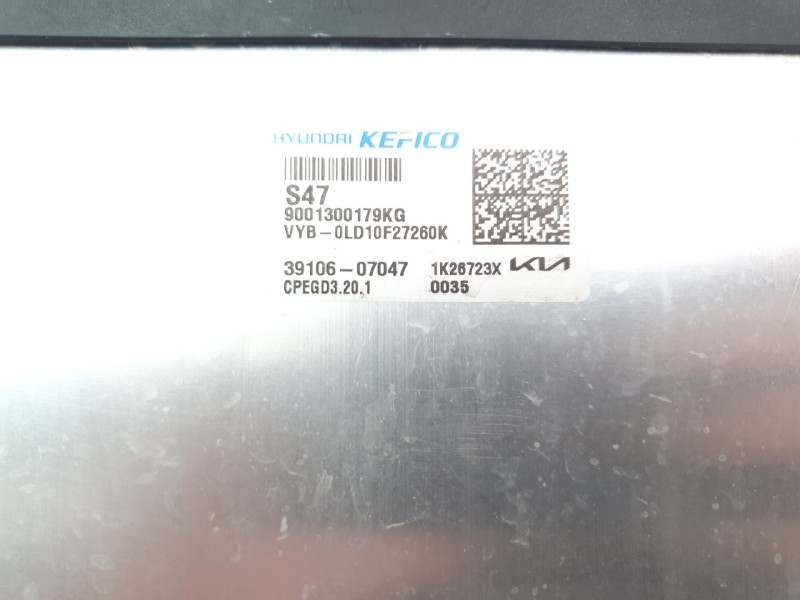 HYUNDAI KEFICO
S47
9001300179KG
VYB-0LD10F27260K
39106-07047 1K26723X KIA
CPEGD3.20.1 0035